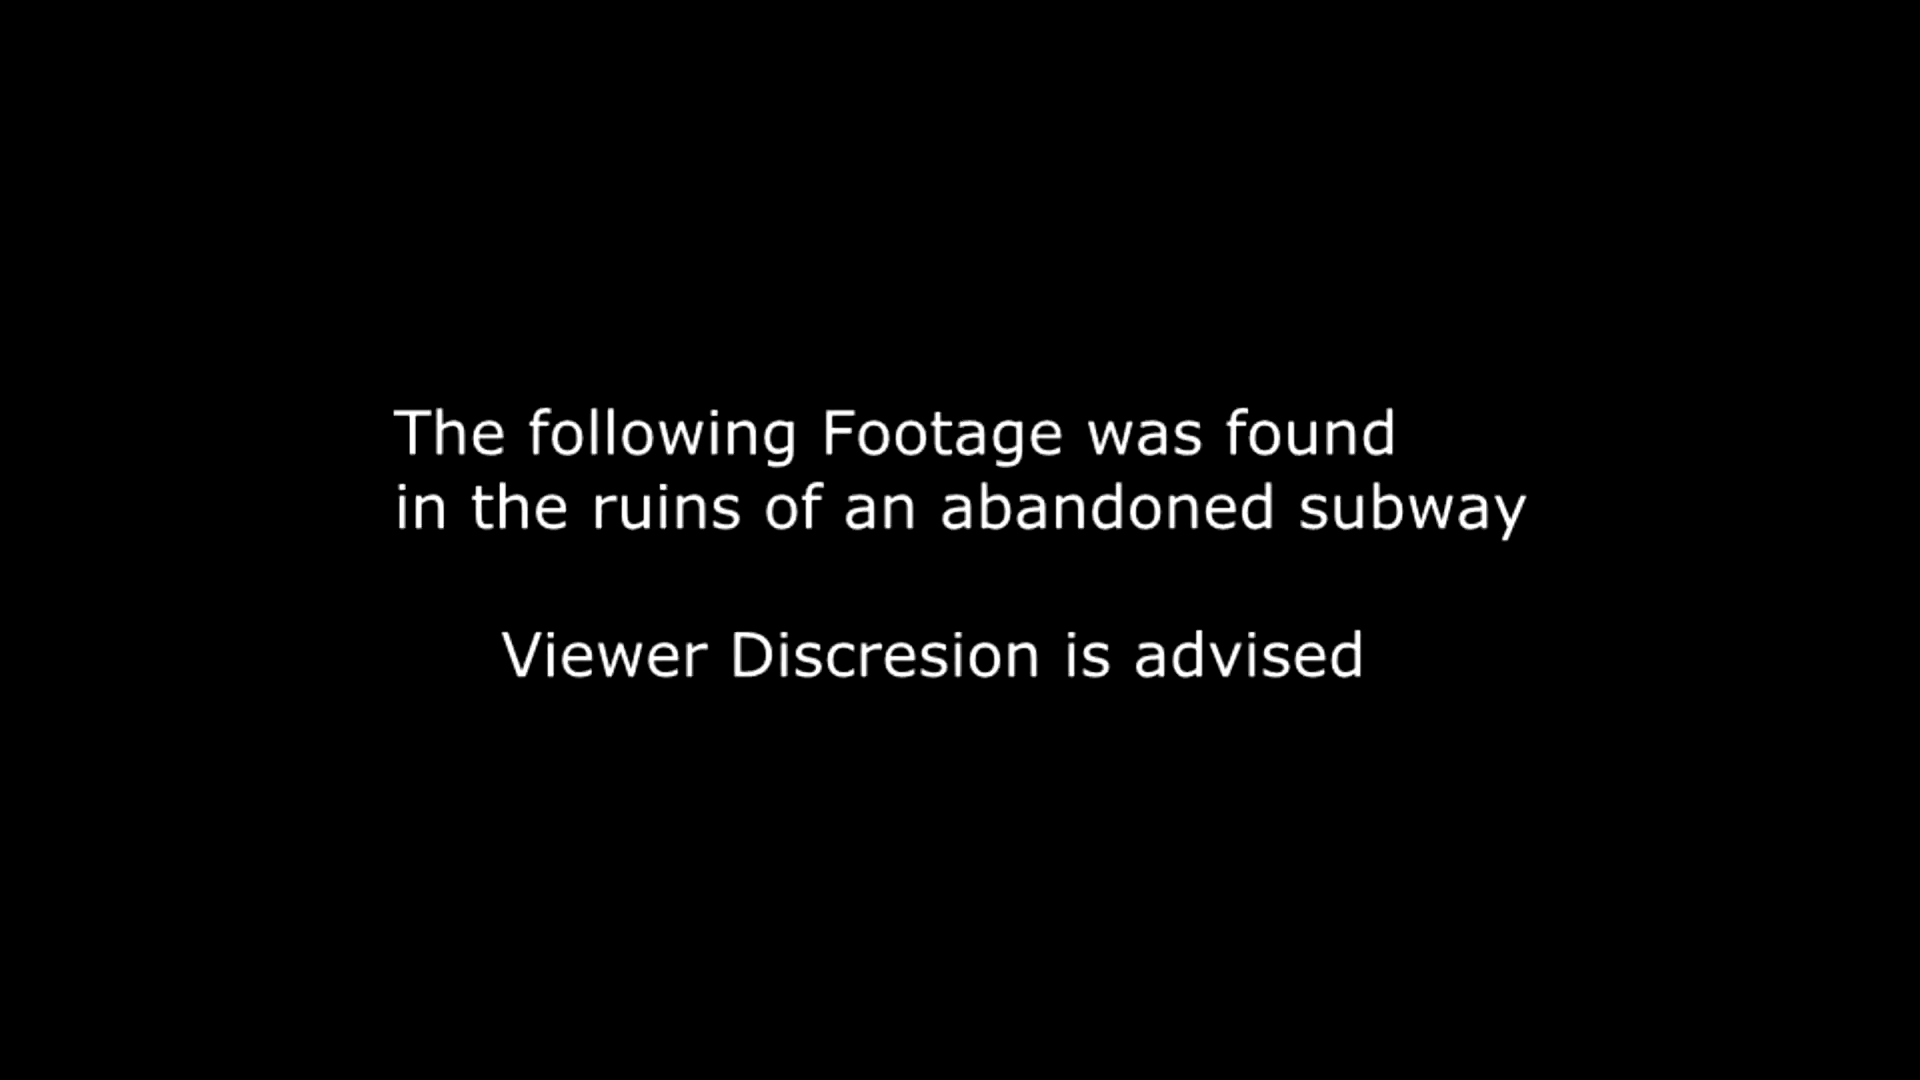 The following Footage was found
in the ruins of an abandoned subway
Viewer Discresion is advised